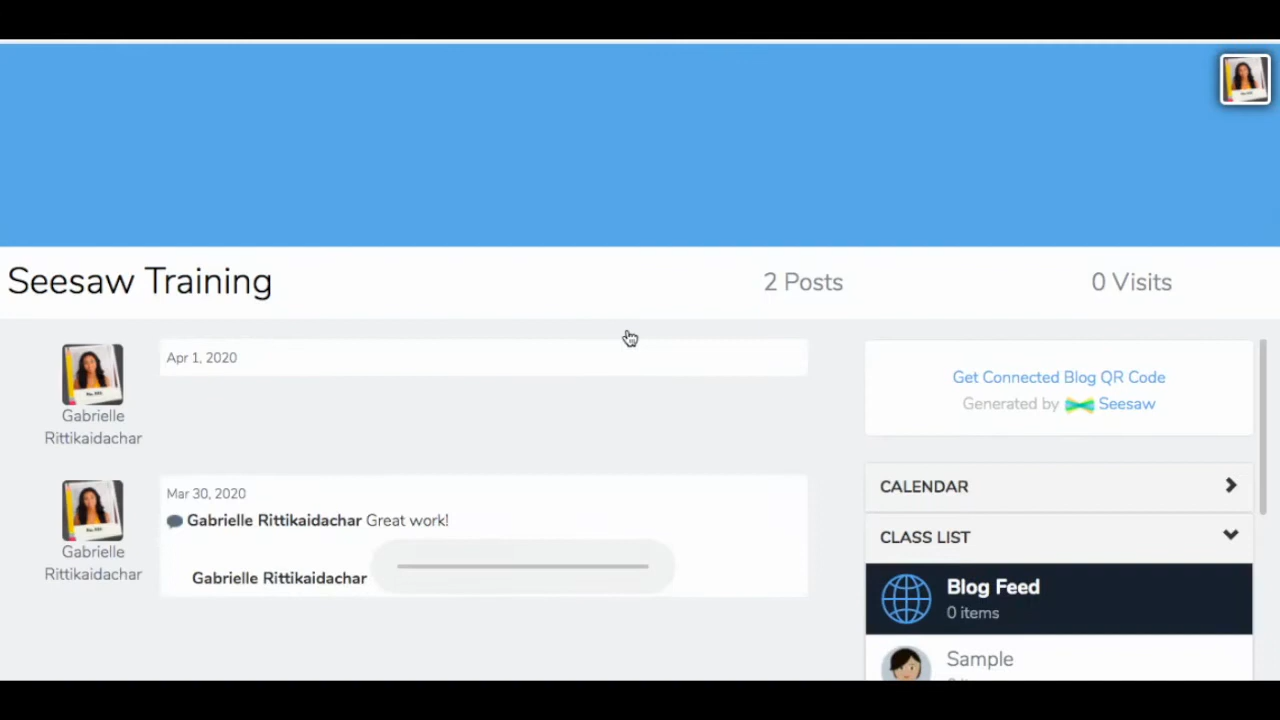 Seesaw Training
2 Posts
0 Visits
Apr 1, 2020
Gabrielle
Rittikaidachar
Mar 30, 2020
Gabrielle Rittikaidachar Great work!
Gabrielle Rittikaidachar
Gabrielle
Rittikaidachar
Get Connected Blog QR Code
Generated by Seesaw
CALENDAR
CLASS LIST
Blog Feed
0 items
Sample